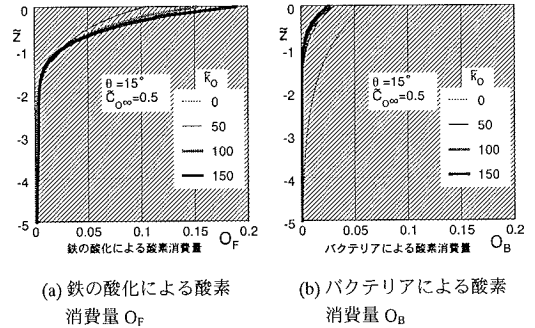 0
-1
-2
-3
-4
-5
z̃
θ=15°
C̃O∞=0.5
k̃O
0
50
100
150
0 0.05 0.1 0.15 0.2
鉄の酸化による酸素消費量 OF
(a) 鉄の酸化による酸素
消費量 OF
0
-1
-2
-3
-4
-5
z̃
θ=15°
C̃O∞=0.5
k̃O
0
50
100
150
0 0.05 0.1 0.15 0.2
バクテリアによる酸素消費量 OB
(b) バクテリアによる酸素
消費量 OB